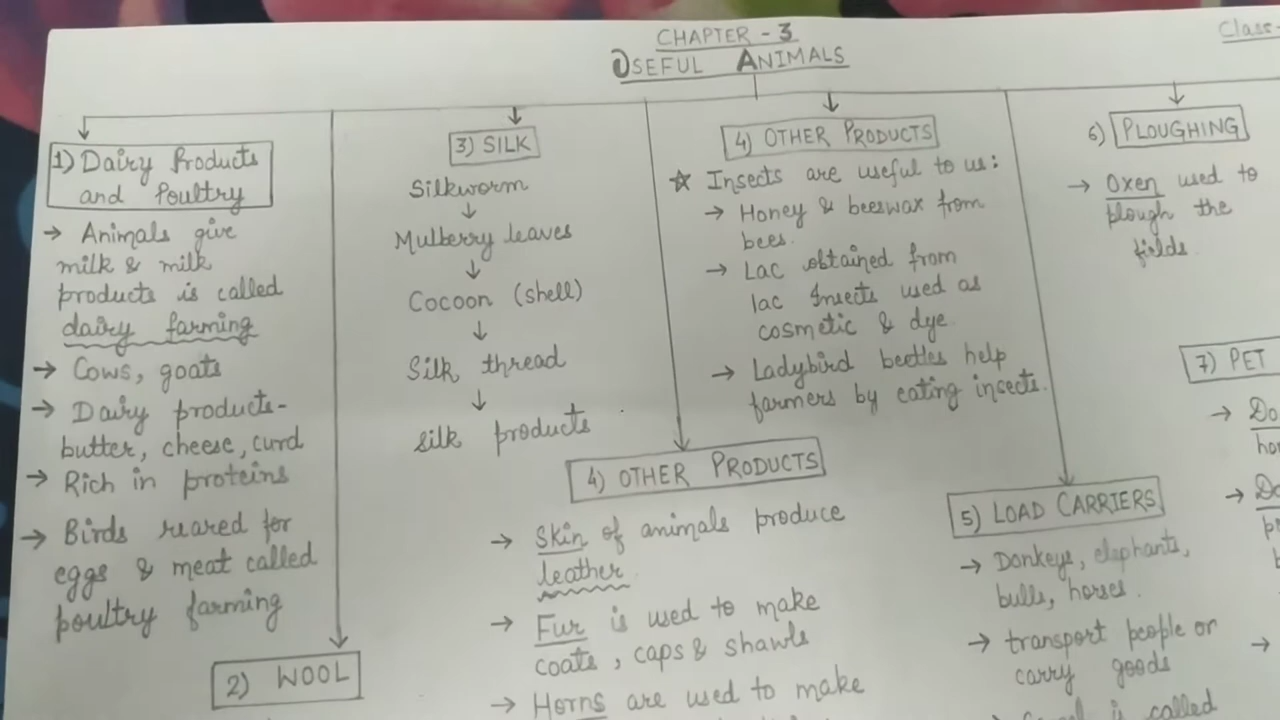 CHAPTER - 3
USEFUL ANIMALS
Class-
1) Dairy Products
and Poultry
→ Animals give
milk & milk
products is called
dairy farming
→ Cows, goats
→ Dairy products-
butter, cheese, curd
→ Rich in proteins
→ Birds reared for
eggs & meat called
poultry farming
2) WOOL
3) SILK
Silkworm
↓
Mulberry leaves
↓
Cocoon (shell)
↓
Silk thread
↓
silk products
4) OTHER PRODUCTS
☆ Insects are useful to us:
→ Honey & beeswax from
bees.
→ Lac obtained from
lac Insects used as
cosmetic & dye
→ Ladybird beetles help
farmers by eating insects.
4) OTHER PRODUCTS
→ Skin of animals produce
leather
→ Fur is used to make
coats, caps & shawls
→ Horns are used to make
5) LOAD CARRIERS
→ Donkeys, elephants,
bulls, horses.
→ transport people or
carry goods
is called
6) PLOUGHING
→ Oxen used to
plough the
fields.
7) PET